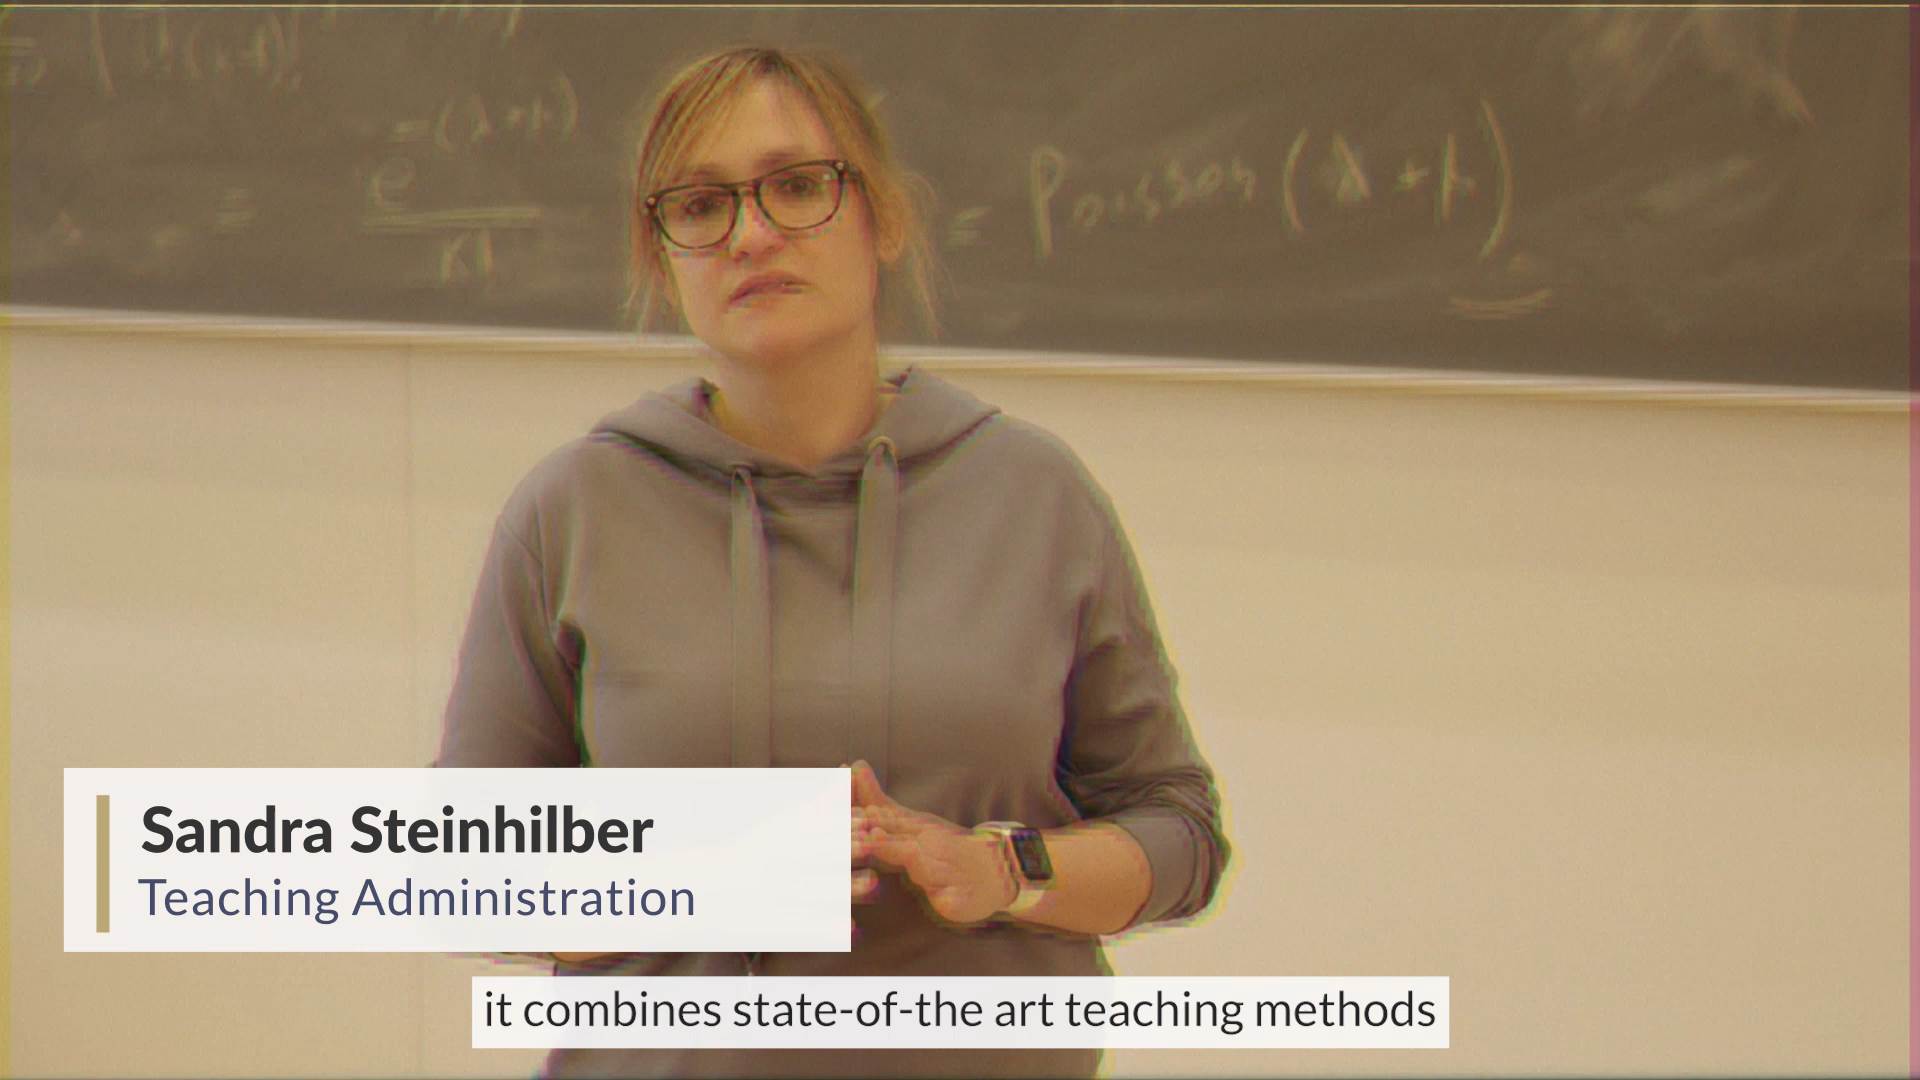 = e^-(λ+μ) / x! = Poisson (λ+μ)
Sandra Steinhilber
Teaching Administration
it combines state-of-the art teaching methods